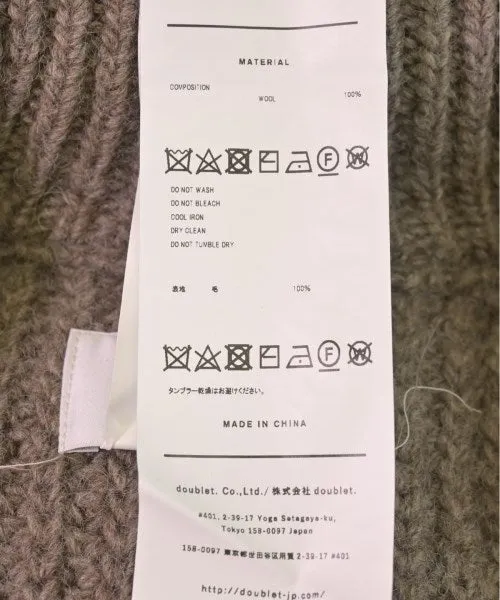 MATERIAL
COMPOSITION
WOOL 100%
DO NOT WASH
DO NOT BLEACH
COOL IRON
DRY CLEAN
DO NOT TUMBLE DRY
表地 毛 100%
タンブラー乾燥はお避けください。
MADE IN CHINA
doublet. Co.,Ltd./ 株式会社 doublet.
#401, 2-39-17 Yoga Setagaya-ku,
Tokyo 158-0097 Japan
158-0097 東京都世田谷区用賀 2-39-17 #401
http://doublet-jp.com/